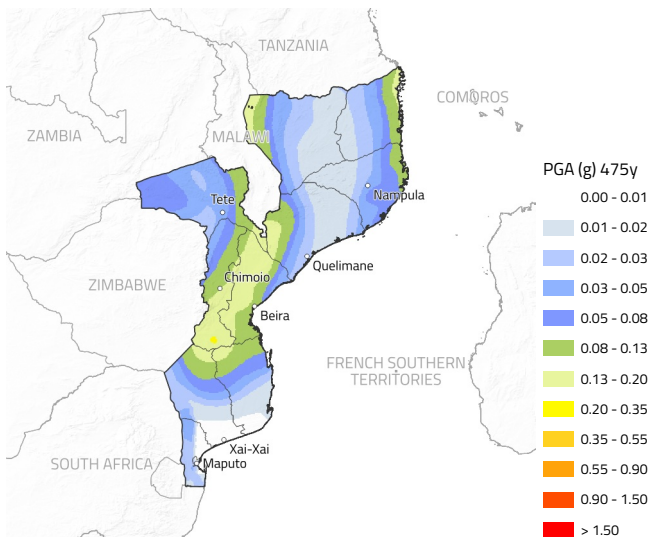 TANZANIA
COMOROS
ZAMBIA
MALAWI
PGA (g) 475y
0.00 - 0.01
0.01 - 0.02
0.02 - 0.03
0.03 - 0.05
0.05 - 0.08
0.08 - 0.13
0.13 - 0.20
0.20 - 0.35
0.35 - 0.55
0.55 - 0.90
0.90 - 1.50
> 1.50
Tete
Nampula
Quelimane
ZIMBABWE
Chimoio
Beira
FRENCH SOUTHERN
TERRITORIES
Xai-Xai
SOUTH AFRICA
Maputo